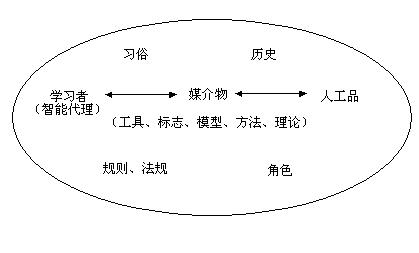 习俗 历史
学习者 媒介物 人工品
（智能代理）
（工具、标志、模型、方法、理论）
规则、法规 角色